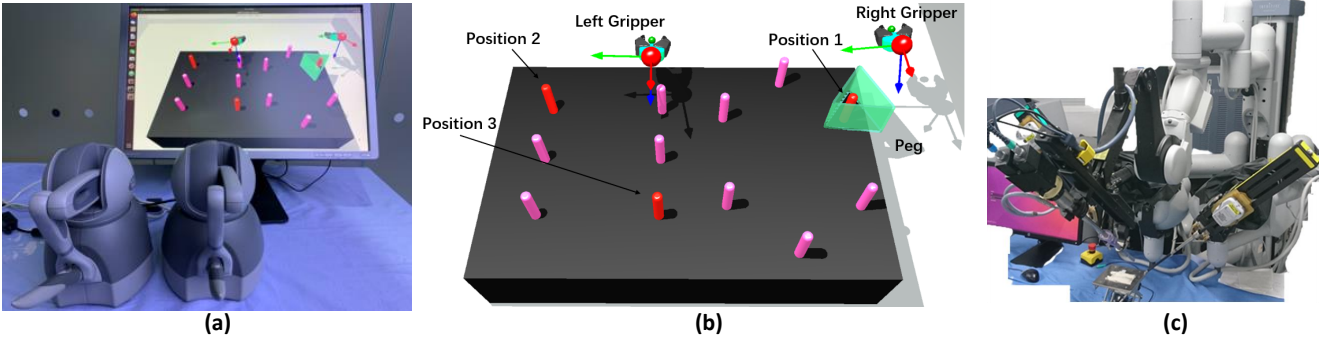 Left Gripper
Right Gripper
Position 2
Position 1
Position 3
Peg
(a)
(b)
(c)